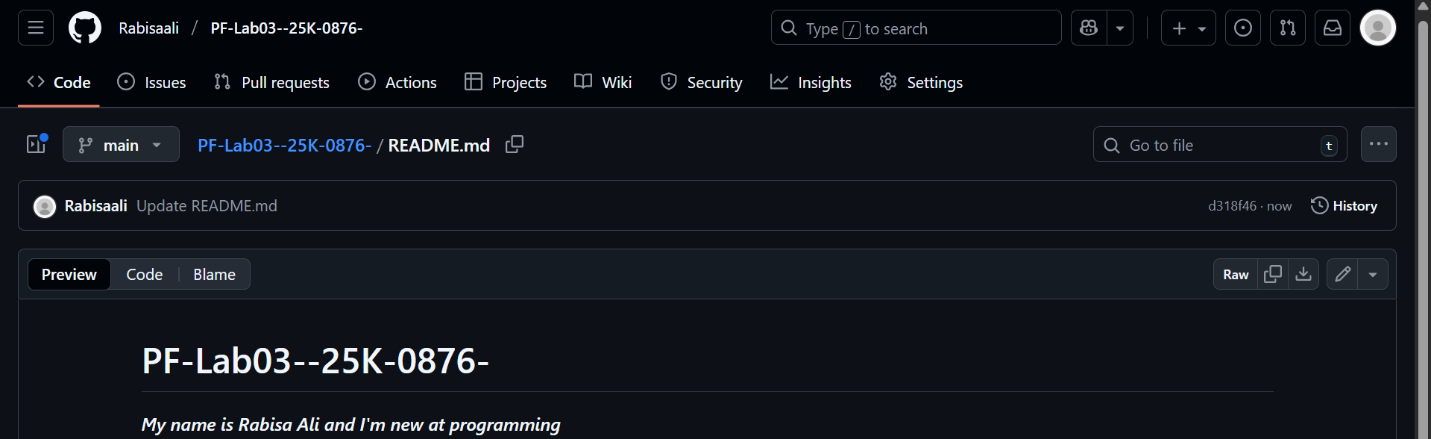 Rabisaali / PF-Lab03--25K-0876- Type / to search
Code Issues Pull requests Actions Projects Wiki Security Insights Settings
main PF-Lab03--25K-0876- / README.md Go to file t
Rabisaali Update README.md d318f46 · now History
Preview Code Blame Raw
PF-Lab03--25K-0876-
My name is Rabisa Ali and I'm new at programming